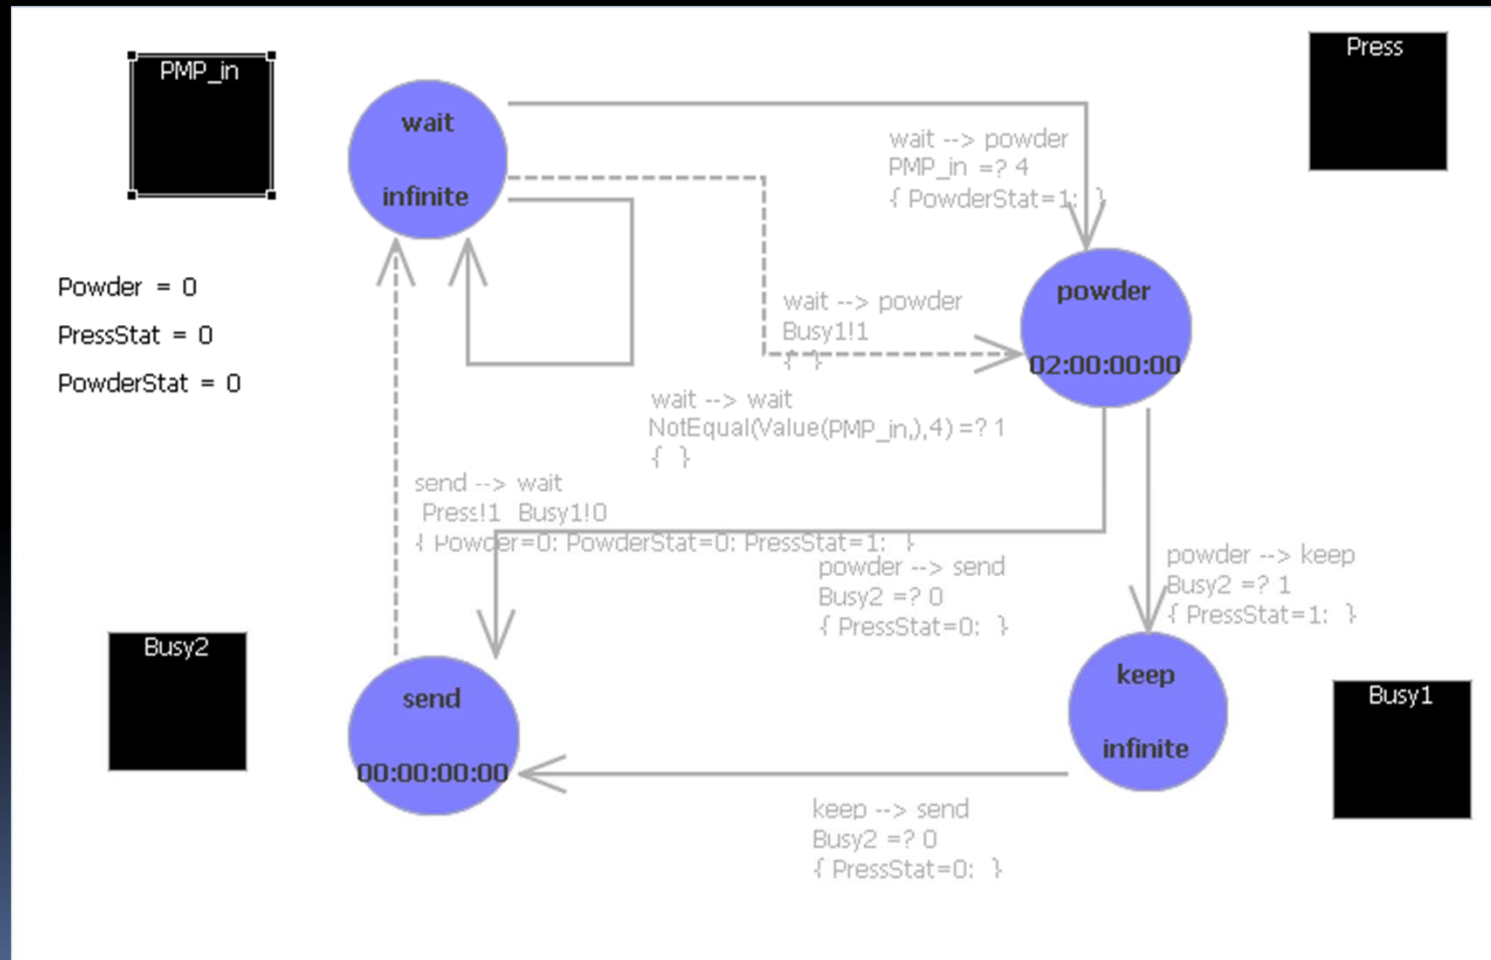 PMP_in
Press
wait
infinite
wait --> powder
PMP_in =? 4
{ PowderStat=1; }
powder
02:00:00:00
Powder = 0
PressStat = 0
PowderStat = 0
wait --> powder
Busy1!1
{ }
wait --> wait
NotEqual(Value(PMP_in,),4) =? 1
{ }
send --> wait
Press!1 Busy1!0
{ Powder=0; PowderStat=0; PressStat=1; }
powder --> send
Busy2 =? 0
{ PressStat=0; }
powder --> keep
Busy2 =? 1
{ PressStat=1; }
Busy2
send
00:00:00:00
keep
infinite
Busy1
keep --> send
Busy2 =? 0
{ PressStat=0; }